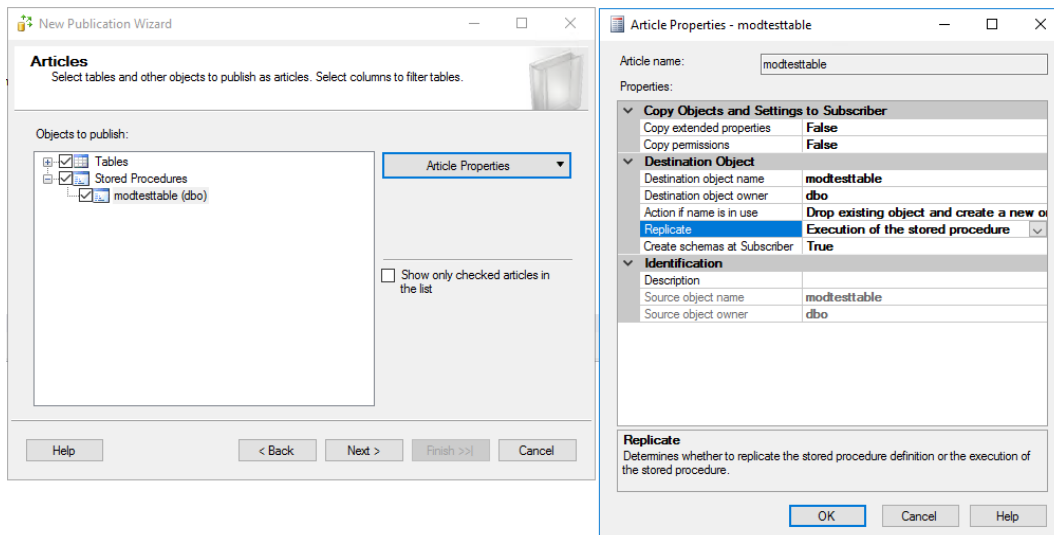 New Publication Wizard
Articles
Select tables and other objects to publish as articles. Select columns to filter tables.
Objects to publish:
Tables
Stored Procedures
modtesttable (dbo)
Article Properties
Show only checked articles in
the list
Help
< Back
Next >
Finish >>|
Cancel
Article Properties - modtesttable
Article name:
modtesttable
Properties:
Copy Objects and Settings to Subscriber
Copy extended properties False
Copy permissions False
Destination Object
Destination object name modtesttable
Destination object owner dbo
Action if name is in use Drop existing object and create a new
Replicate Execution of the stored procedure
Create schemas at Subscriber True
Identification
Description
Source object name modtesttable
Source object owner dbo
Replicate
Determines whether to replicate the stored procedure definition or the execution of
the stored procedure.
OK
Cancel
Help